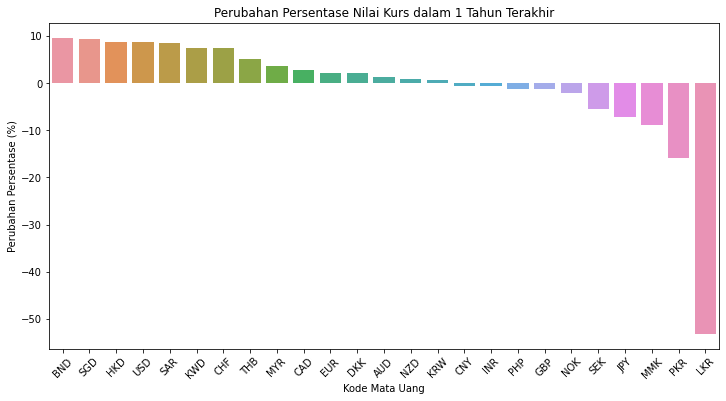 Perubahan Persentase Nilai Kurs dalam 1 Tahun Terakhir
Perubahan Persentase (%)
10
0
−10
−20
−30
−40
−50
BND SGD HKD USD SAR KWD CHF THB MYR CAD EUR DKK AUD NZD KRW CNY INR PHP GBP NOK SEK JPY MMK PKR LKR
Kode Mata Uang